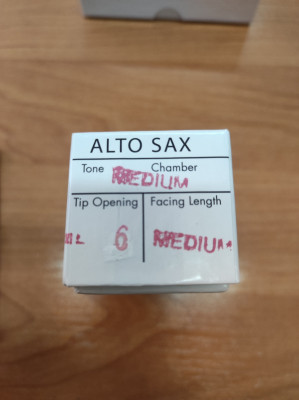 ALTO SAX
Tone Chamber
MEDIUM
Tip Opening Facing Length
6 MEDIUM